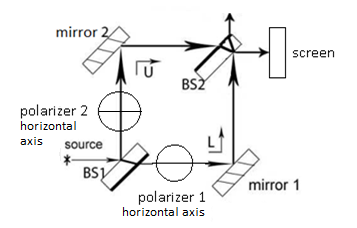 mirror 2
U
BS2
screen
polarizer 2
horizontal
axis
source
BS1
L
polarizer 1
horizontal axis
mirror 1